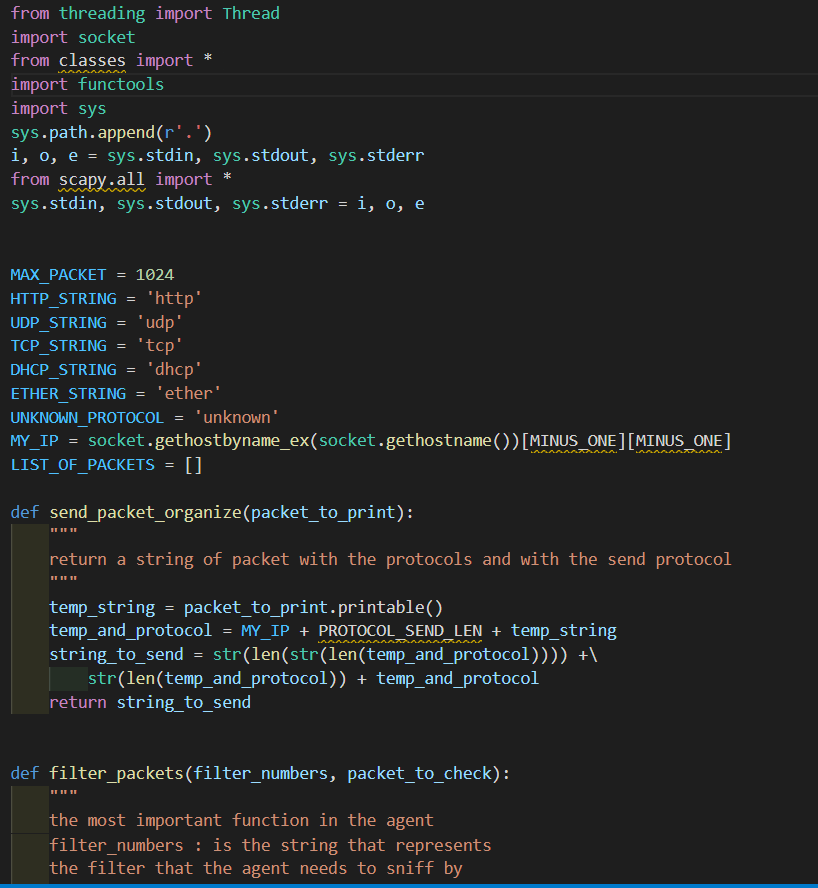 from threading import Thread
import socket
from classes import *
import functools
import sys
sys.path.append(r'.')
i, o, e = sys.stdin, sys.stdout, sys.stderr
from scapy.all import *
sys.stdin, sys.stdout, sys.stderr = i, o, e
MAX_PACKET = 1024
HTTP_STRING = 'http'
UDP_STRING = 'udp'
TCP_STRING = 'tcp'
DHCP_STRING = 'dhcp'
ETHER_STRING = 'ether'
UNKNOWN_PROTOCOL = 'unknown'
MY_IP = socket.gethostbyname_ex(socket.gethostname())[MINUS_ONE][MINUS_ONE]
LIST_OF_PACKETS = []
def send_packet_organize(packet_to_print):
    """
    return a string of packet with the protocols and with the send protocol
    """
    temp_string = packet_to_print.printable()
    temp_and_protocol = MY_IP + PROTOCOL_SEND_LEN + temp_string
    string_to_send = str(len(str(len(temp_and_protocol)))) +\
        str(len(temp_and_protocol)) + temp_and_protocol
    return string_to_send
def filter_packets(filter_numbers, packet_to_check):
    """
    the most important function in the agent
    filter_numbers : is the string that represents
    the filter that the agent needs to sniff by